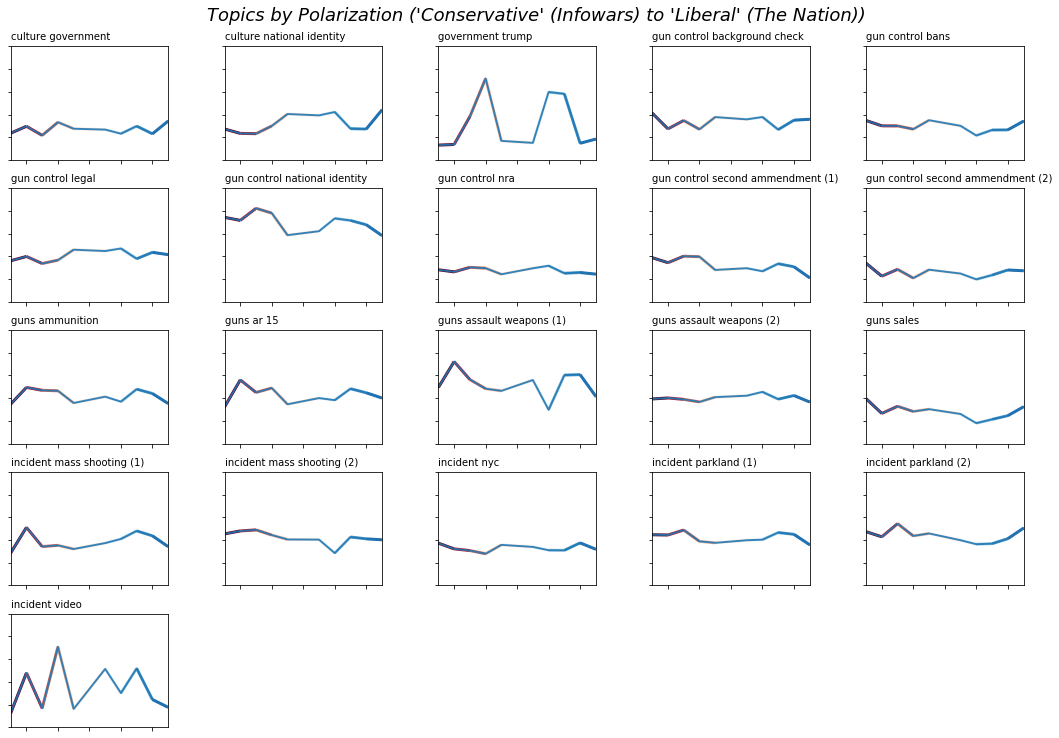 Topics by Polarization ('Conservative' (Infowars) to 'Liberal' (The Nation))
culture government
culture national identity
government trump
gun control background check
gun control bans
gun control legal
gun control national identity
gun control nra
gun control second ammendment (1)
gun control second ammendment (2)
guns ammunition
guns ar 15
guns assault weapons (1)
guns assault weapons (2)
guns sales
incident mass shooting (1)
incident mass shooting (2)
incident nyc
incident parkland (1)
incident parkland (2)
incident video